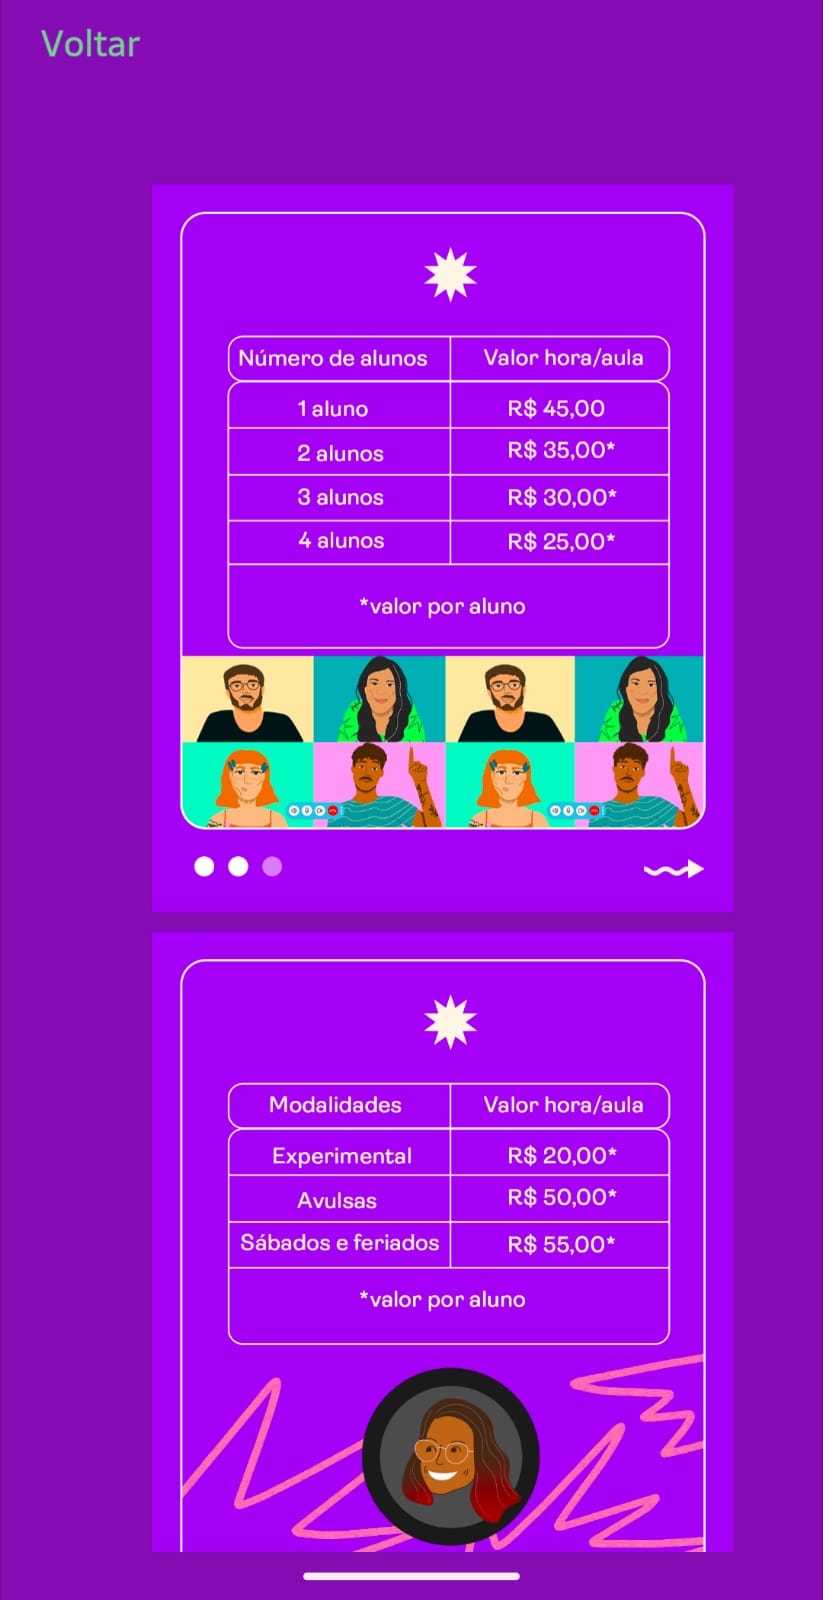 Voltar
Número de alunos Valor hora/aula
1 aluno R$ 45,00
2 alunos R$ 35,00*
3 alunos R$ 30,00*
4 alunos R$ 25,00*
*valor por aluno
Modalidades Valor hora/aula
Experimental R$ 20,00*
Avulsas R$ 50,00*
Sábados e feriados R$ 55,00*
*valor por aluno